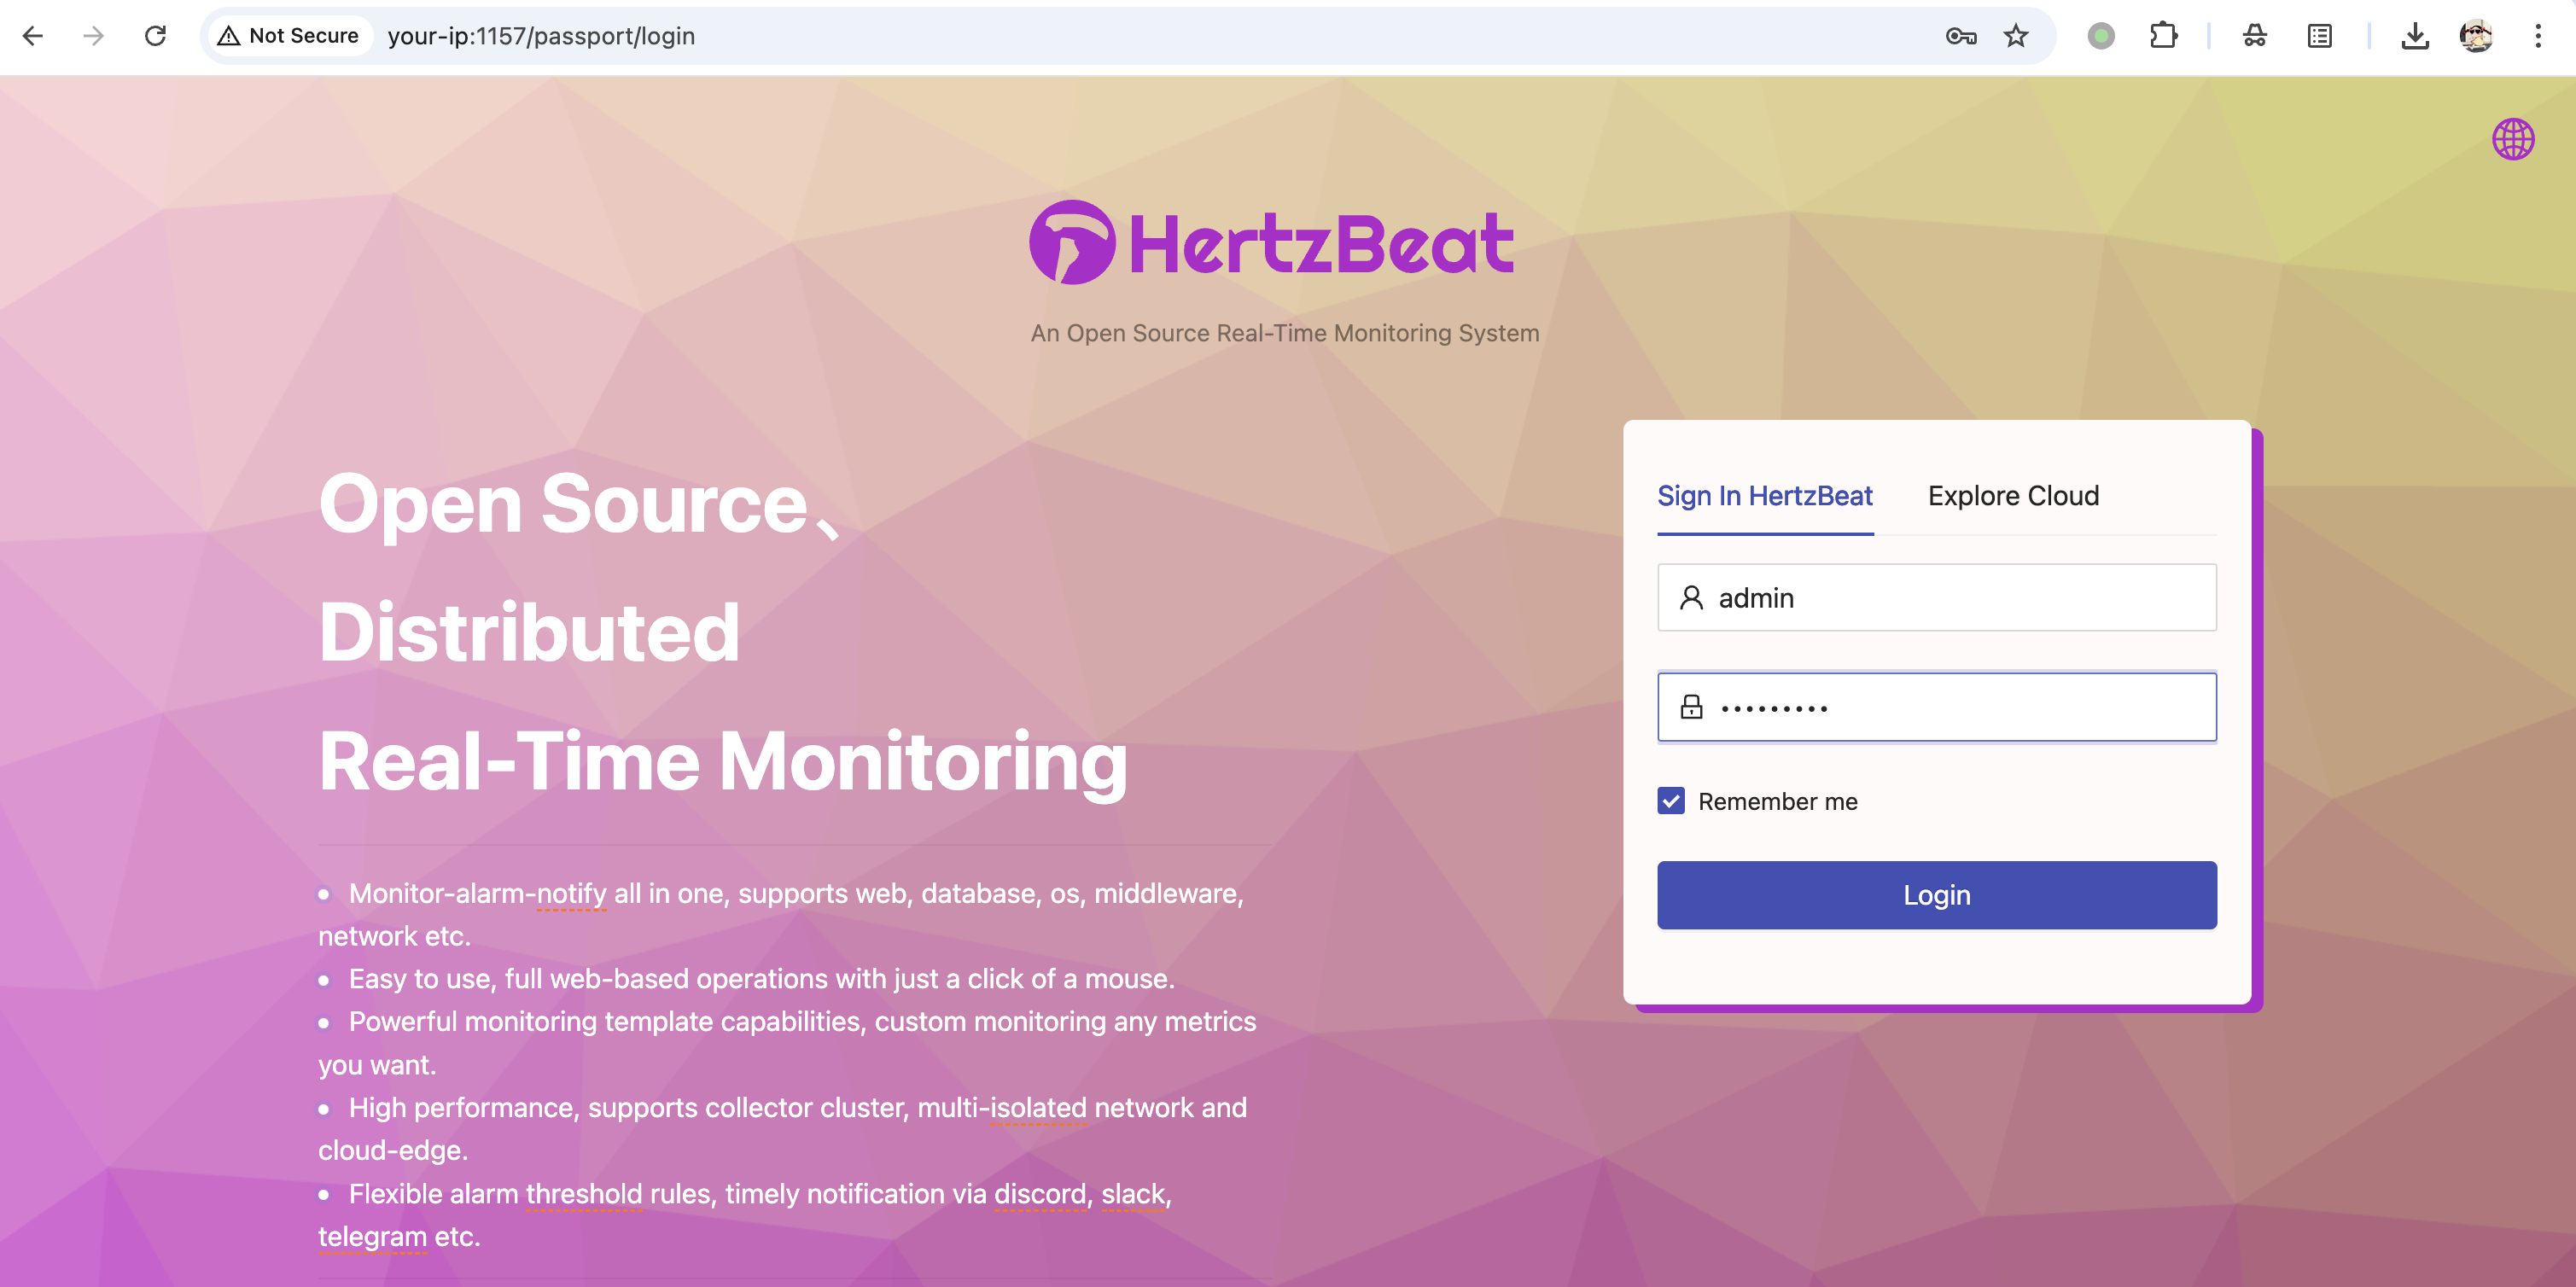 Not Secure
your-ip:1157/passport/login
HertzBeat
An Open Source Real-Time Monitoring System
Open Source、
Distributed
Real-Time Monitoring
Monitor-alarm-notify all in one, supports web, database, os, middleware,
network etc.
Easy to use, full web-based operations with just a click of a mouse.
Powerful monitoring template capabilities, custom monitoring any metrics
you want.
High performance, supports collector cluster, multi-isolated network and
cloud-edge.
Flexible alarm threshold rules, timely notification via discord, slack,
telegram etc.
Sign In HertzBeat
Explore Cloud
admin
•••••••••
Remember me
Login